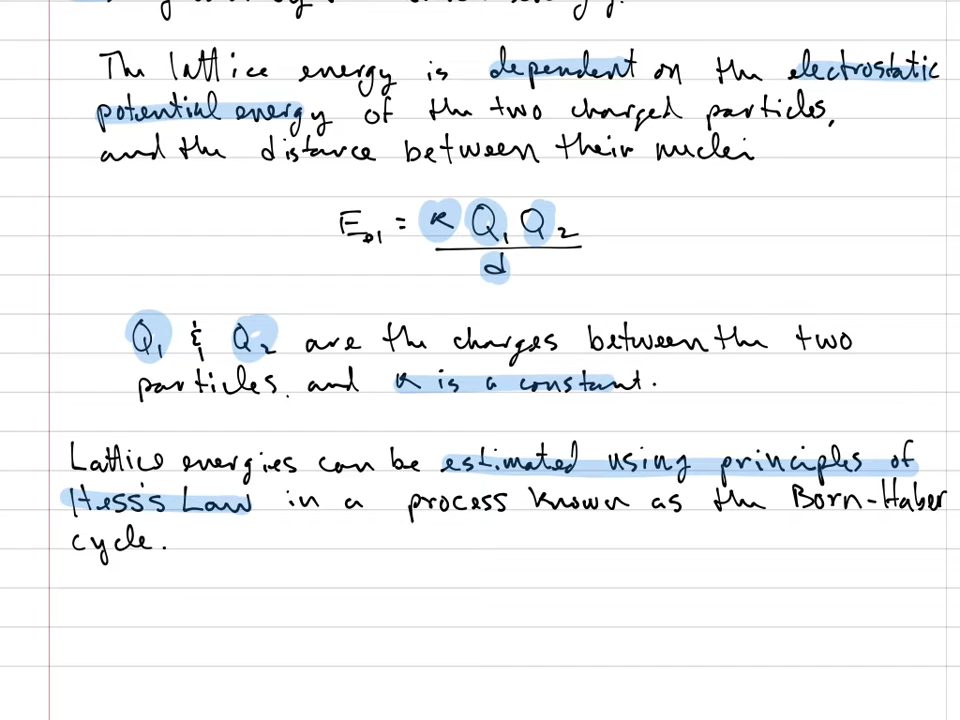 The lattice energy is dependent on the electrostatic
potential energy of the two charged particles,
and the distance between their nuclei
= κ Q₁ Q₂
d
Q₁ & Q₂ are the charges between the two
particles. and κ is a constant.
Lattice energies can be estimated using principles of
Hess's Law in a process known as the Born-Haber
cycle.